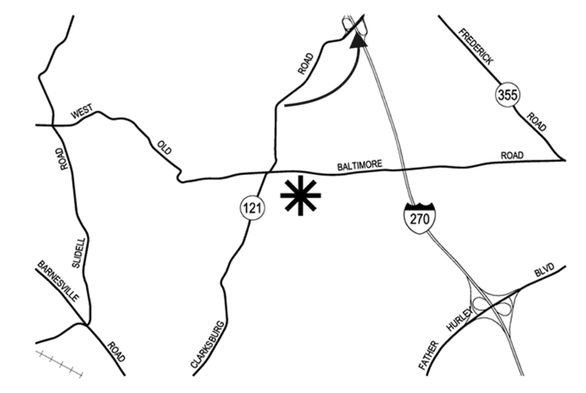 FREDERICK
355
ROAD
ROAD
WEST
OLD
BALTIMORE
ROAD
ROAD
SLIDELL
121
270
BARNESVILLE
ROAD
CLARKSBURG
FATHER
HURLEY
BLVD